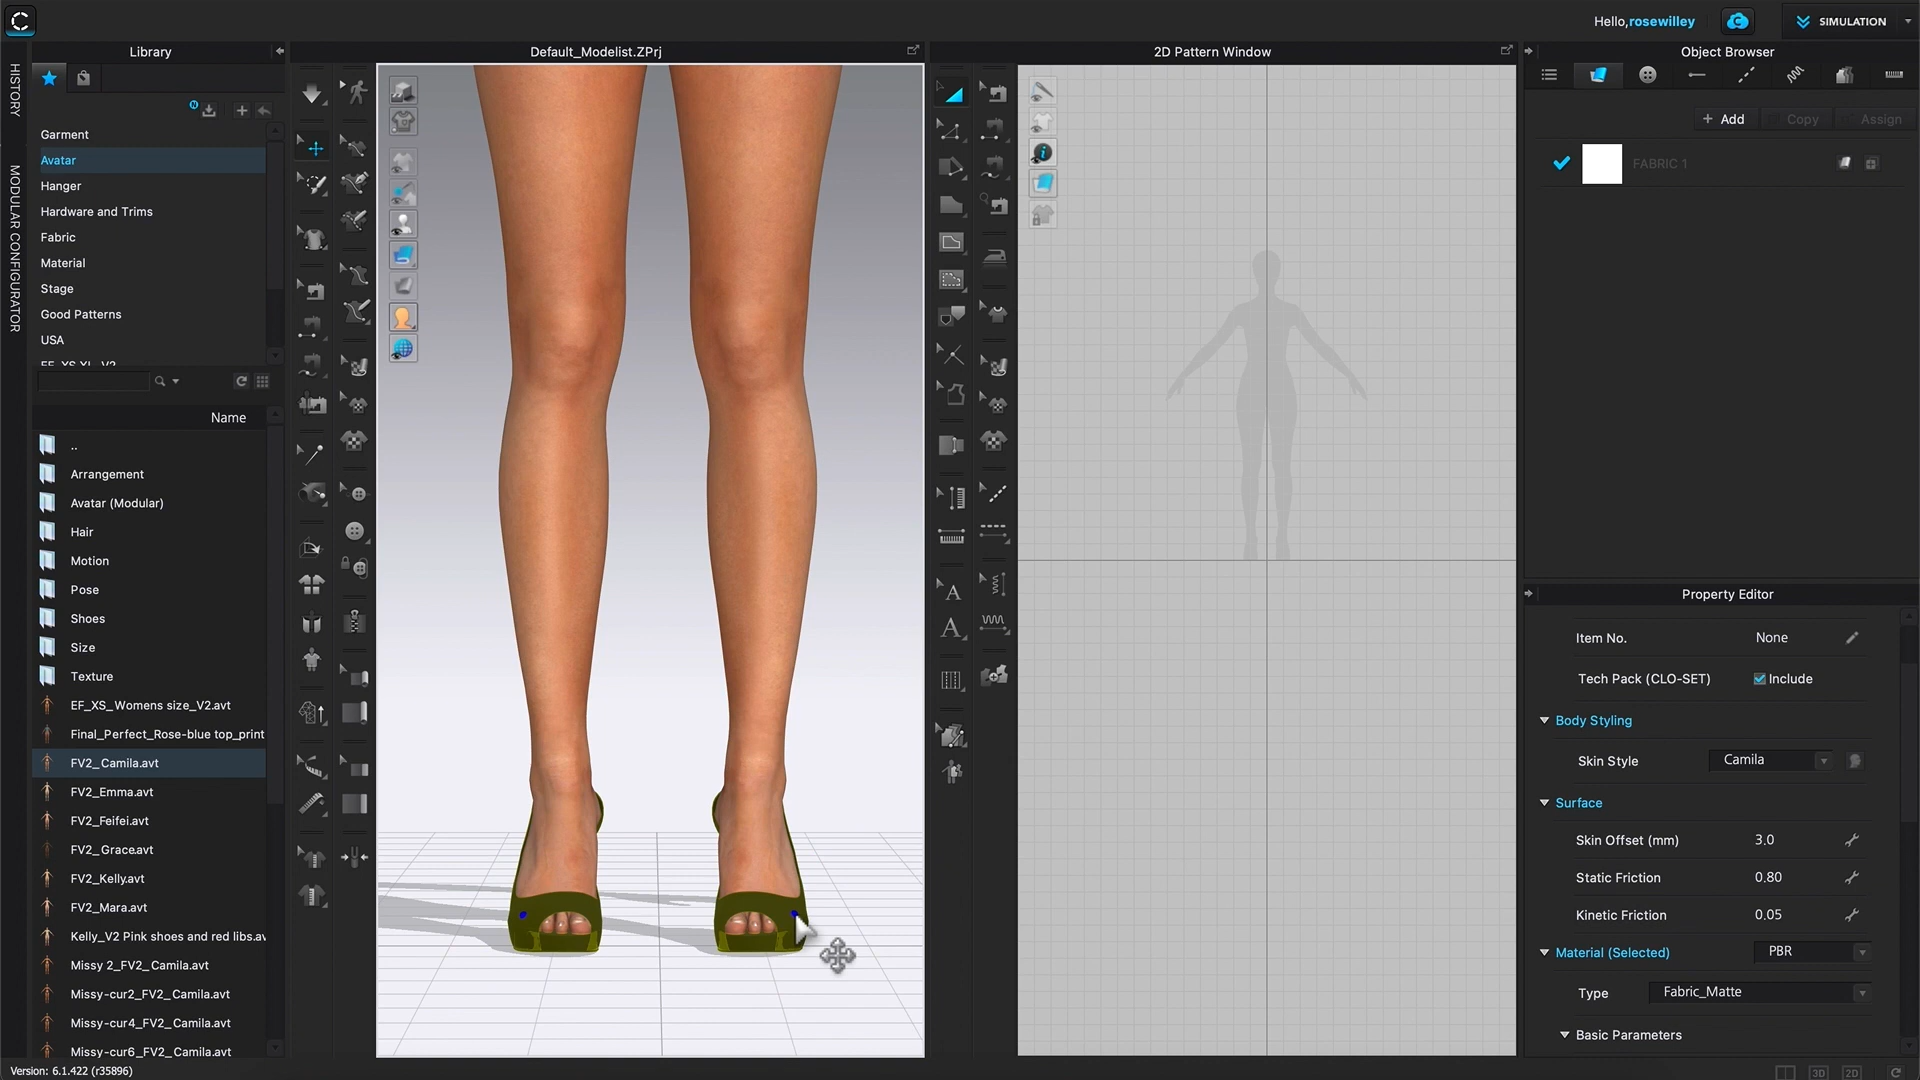 Hello,rosewilley
SIMULATION
HISTORY
MODULAR CONFIGURATOR
Library
Default_Modelist.ZPrj
2D Pattern Window
Object Browser
N
Garment
Avatar
Hanger
Hardware and Trims
Fabric
Material
Stage
Good Patterns
USA
+ Add
Copy
Assign
FABRIC 1
Name
..
Arrangement
Avatar (Modular)
Hair
Motion
Pose
Shoes
Size
Texture
EF_XS_Womens size_V2.avt
Final_Perfect_Rose-blue top_print
FV2_Camila.avt
FV2_Emma.avt
FV2_Feifei.avt
FV2_Grace.avt
FV2_Kelly.avt
FV2_Mara.avt
Kelly_V2 Pink shoes and red libs.av
Missy 2_FV2_Camila.avt
Missy-cur2_FV2_Camila.avt
Missy-cur4_FV2_Camila.avt
Missy-cur6_FV2_Camila.avt
Property Editor
Item No. None
Tech Pack (CLO-SET) Include
Body Styling
Skin Style Camila
Surface
Skin Offset (mm) 3.0
Static Friction 0.80
Kinetic Friction 0.05
Material (Selected) PBR
Type Fabric_Matte
Basic Parameters
Version: 6.1.422 (r35896)
3D
2D